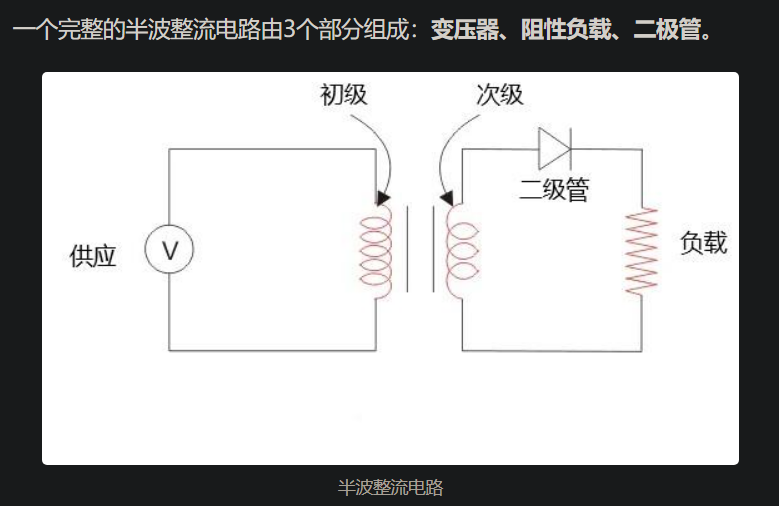 一个完整的半波整流电路由3个部分组成：变压器、阻性负载、二极管。
初级
次级
二级管
供应
V
负载
半波整流电路